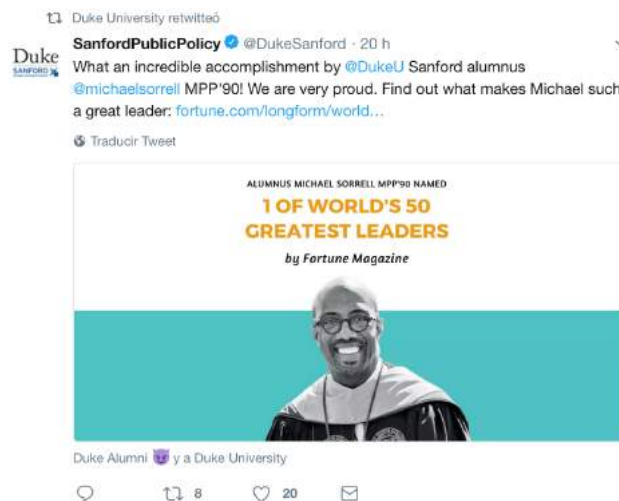 Duke University retwitteó
SanfordPublicPolicy @DukeSanford · 20 h
Duke
SANFORD
What an incredible accomplishment by @DukeU Sanford alumnus
@michaelsorrell MPP'90! We are very proud. Find out what makes Michael such
a great leader: fortune.com/longform/world...
Traducir Tweet
ALUMNUS MICHAEL SORRELL MPP'90 NAMED
1 OF WORLD'S 50
GREATEST LEADERS
by Fortune Magazine
Duke Alumni 😈 y a Duke University
8
20